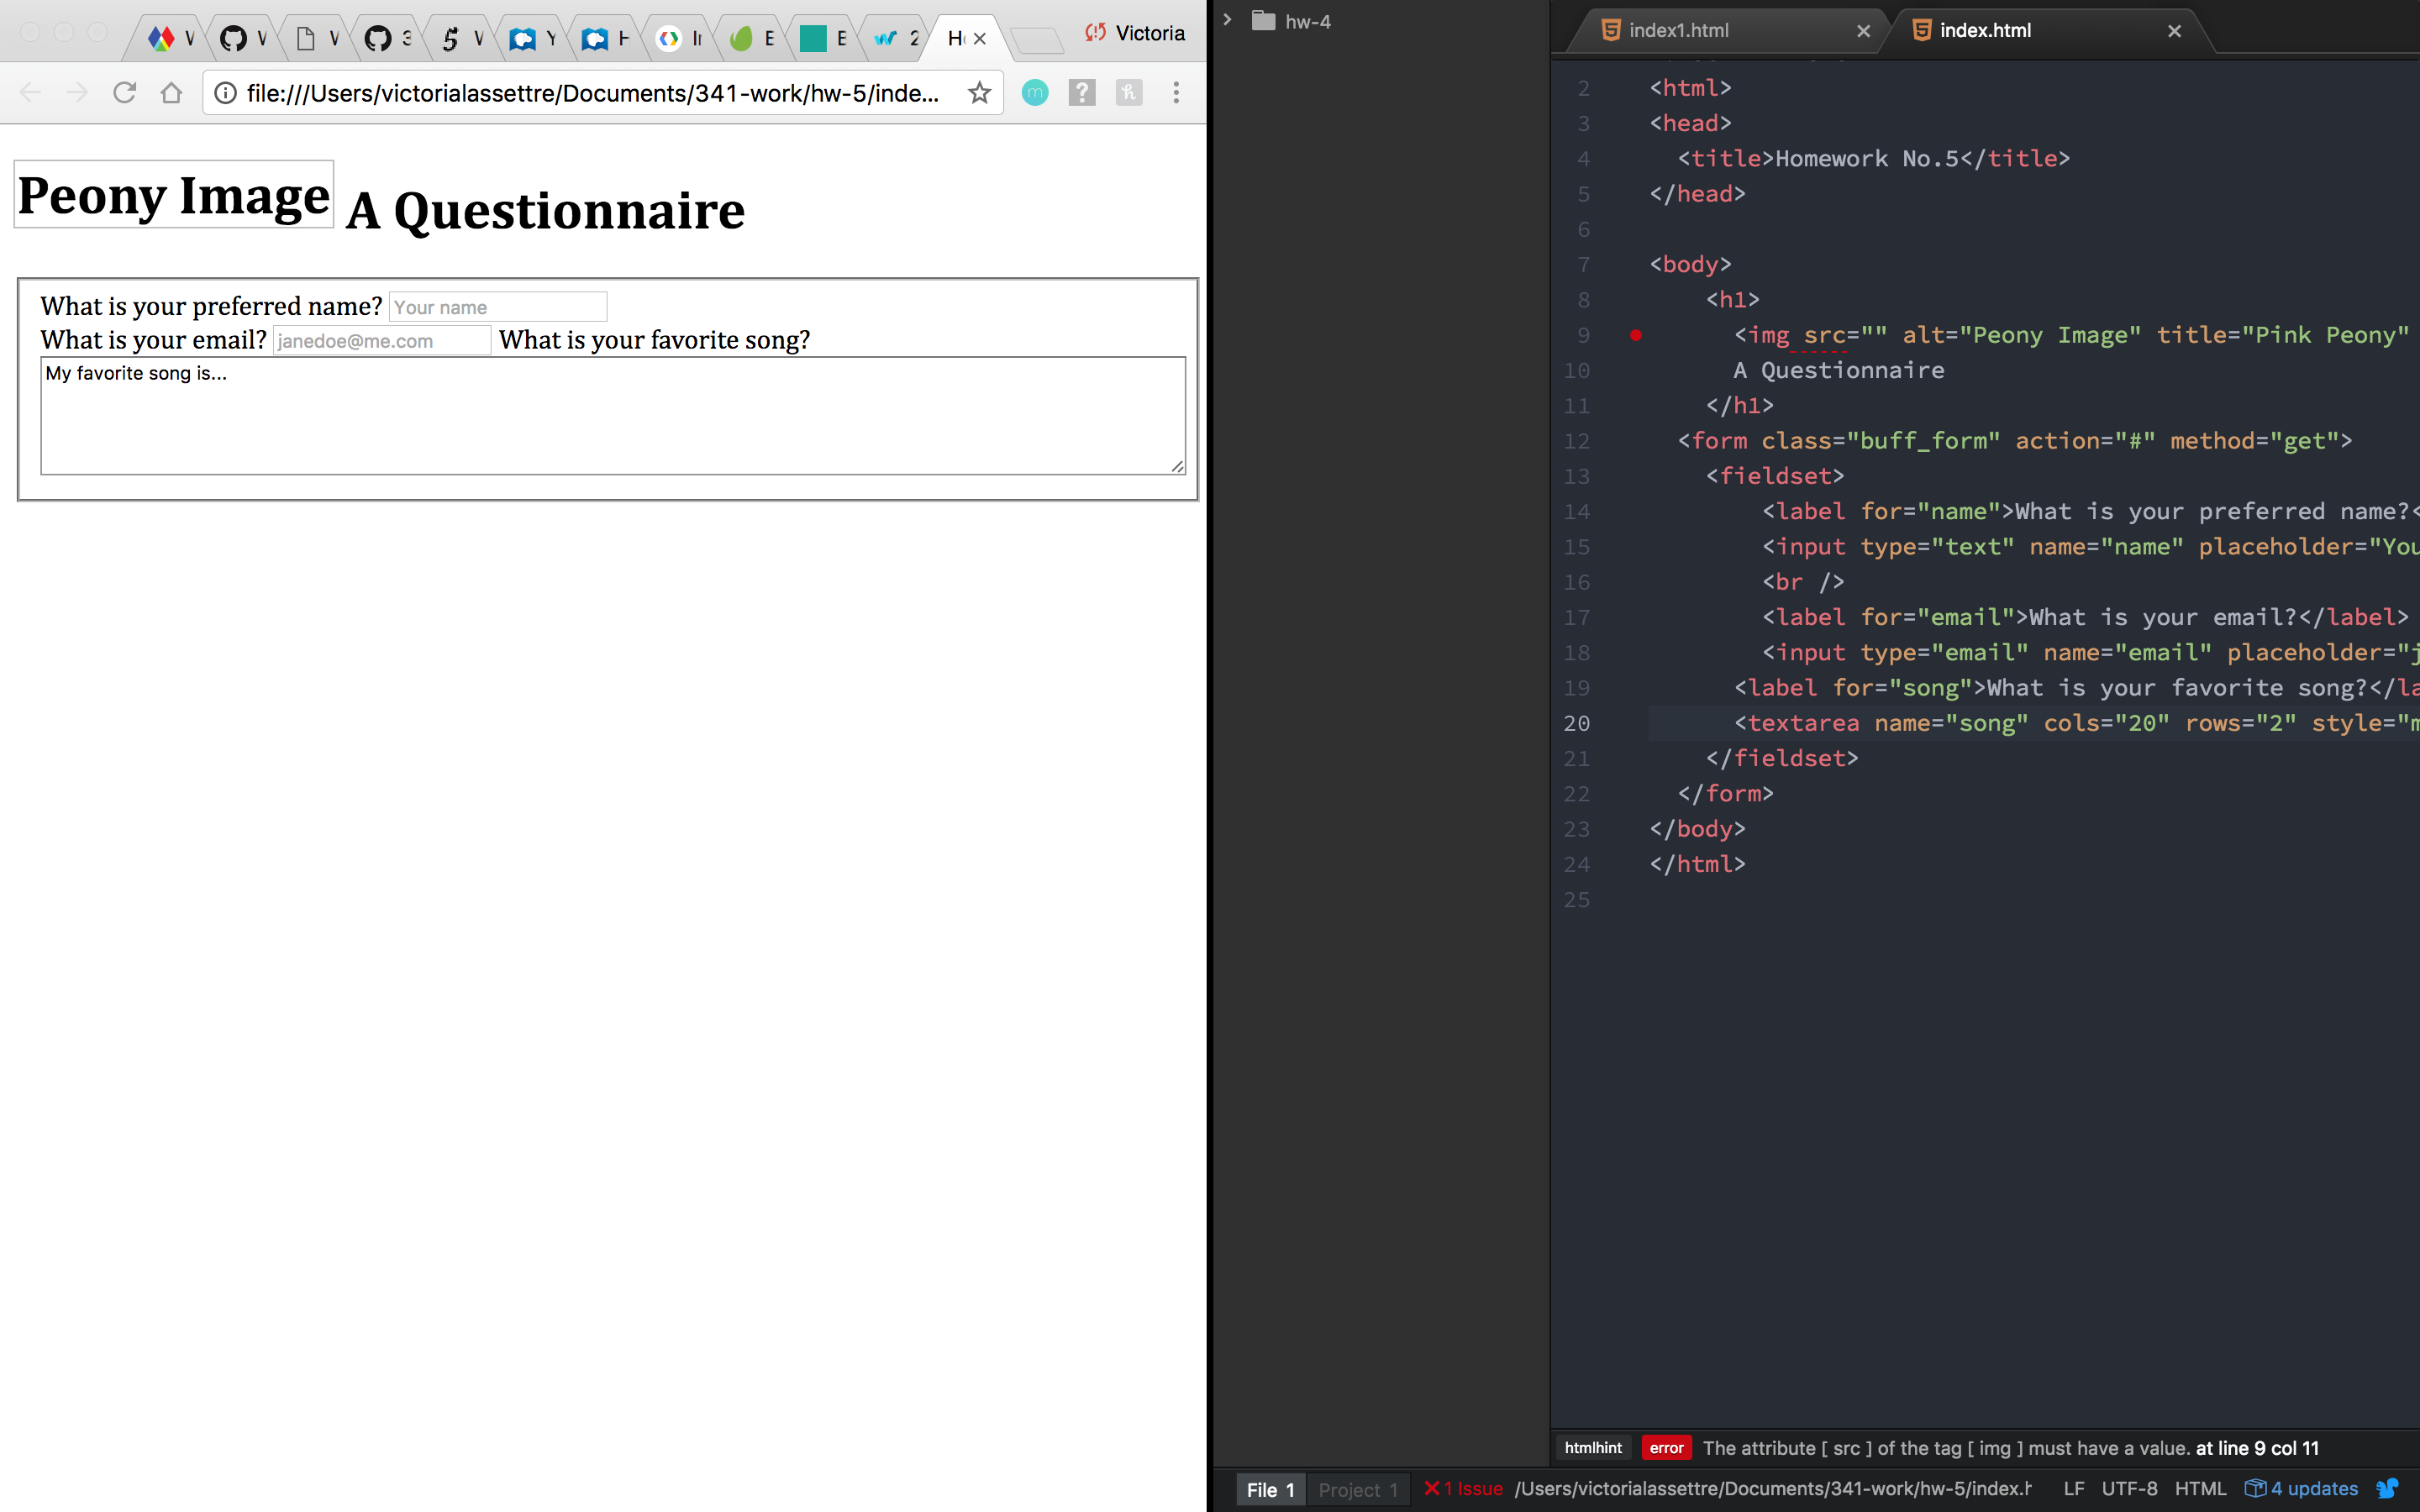 V V V 3 V Y H I E E 2 H Victoria
file:///Users/victorialassettre/Documents/341-work/hw-5/inde...
Peony Image A Questionnaire
What is your preferred name? Your name
What is your email? janedoe@me.com What is your favorite song?
My favorite song is...
hw-4
index1.html index.html
2 <html>
3 <head>
4 <title>Homework No.5</title>
5 </head>
6
7 <body>
8 <h1>
9 <img src="" alt="Peony Image" title="Pink Peony"
10 A Questionnaire
11 </h1>
12 <form class="buff_form" action="#" method="get">
13 <fieldset>
14 <label for="name">What is your preferred name?<
15 <input type="text" name="name" placeholder="You
16 <br />
17 <label for="email">What is your email?</label>
18 <input type="email" name="email" placeholder="j
19 <label for="song">What is your favorite song?</la
20 <textarea name="song" cols="20" rows="2" style="m
21 </fieldset>
22 </form>
23 </body>
24 </html>
25
htmlhint error The attribute [ src ] of the tag [ img ] must have a value. at line 9 col 11
File 1 Project 1 1 Issue /Users/victorialassettre/Documents/341-work/hw-5/index.h LF UTF-8 HTML 4 updates